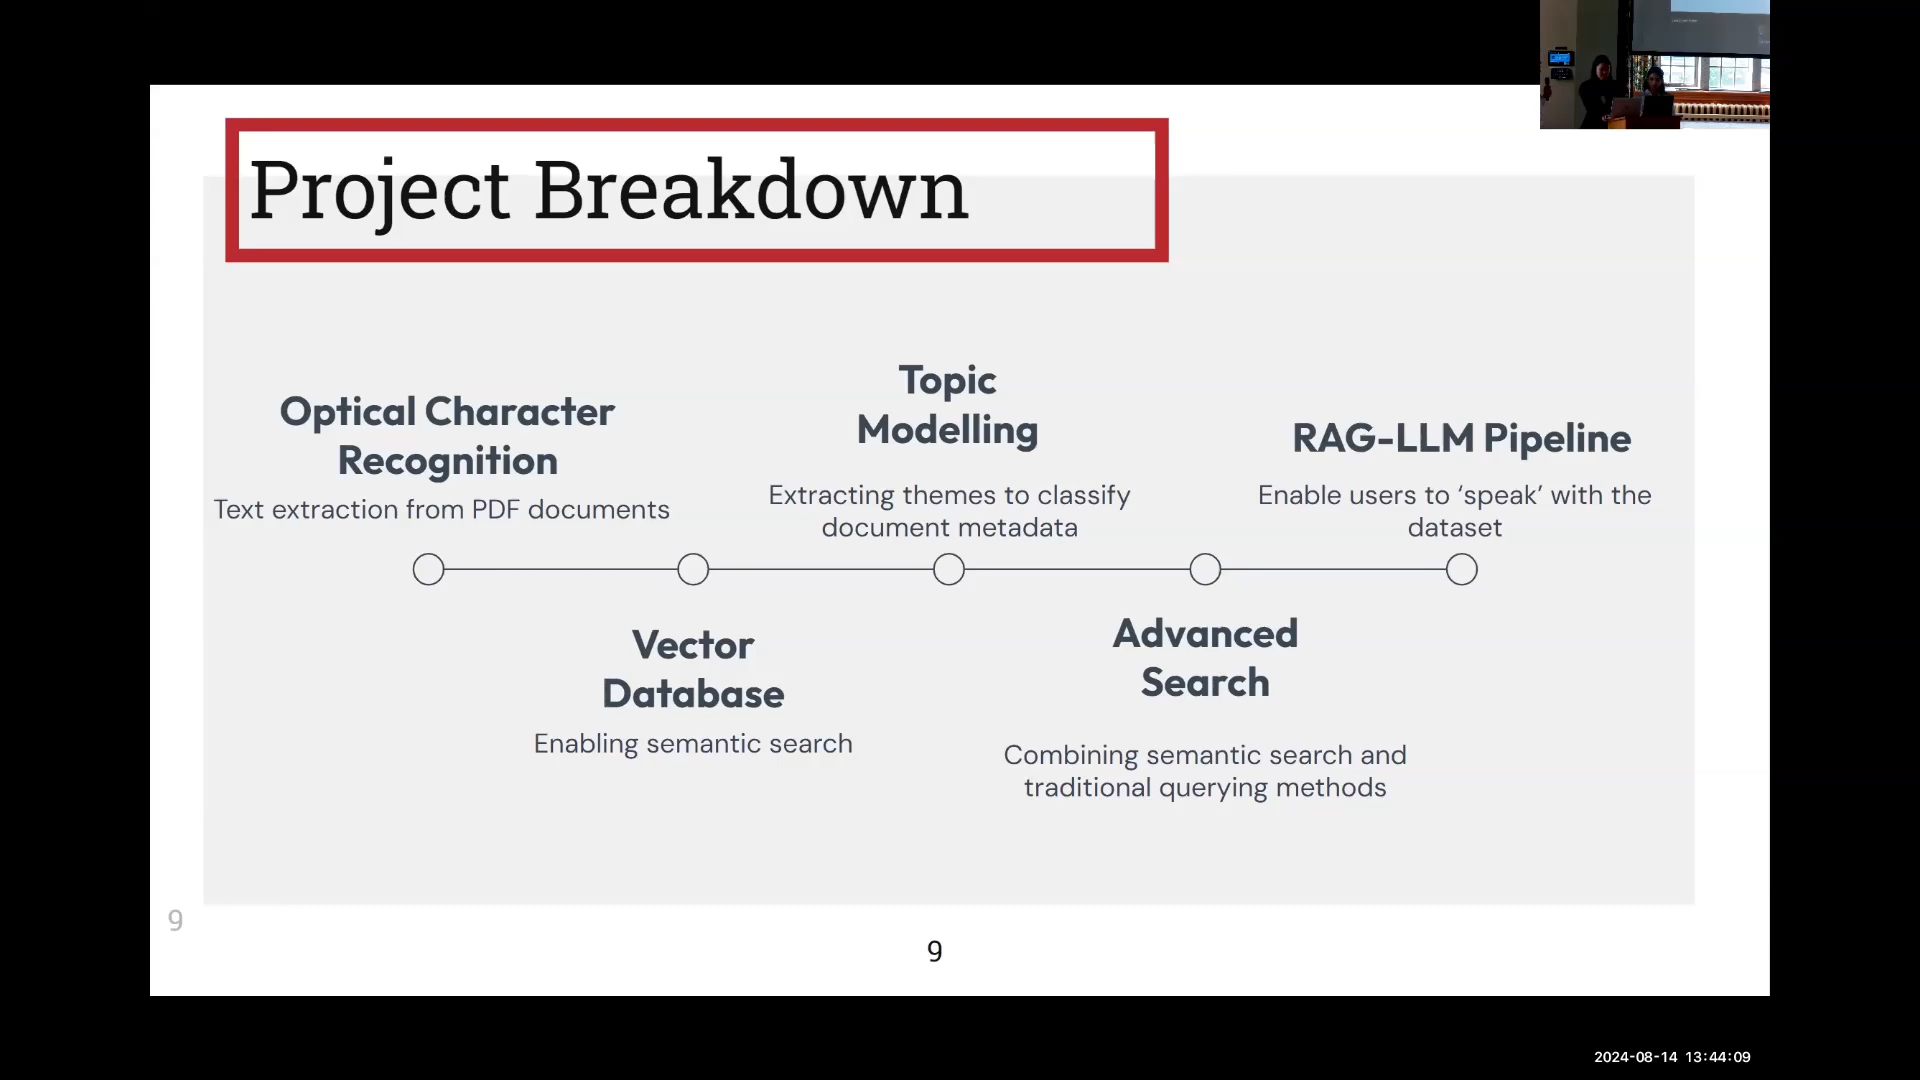 Project Breakdown
Optical Character
Recognition
Text extraction from PDF documents
Topic
Modelling
Extracting themes to classify
document metadata
RAG-LLM Pipeline
Enable users to ‘speak’ with the
dataset
Vector
Database
Enabling semantic search
Advanced
Search
Combining semantic search and
traditional querying methods
9
9
2024-08-14 13:44:09